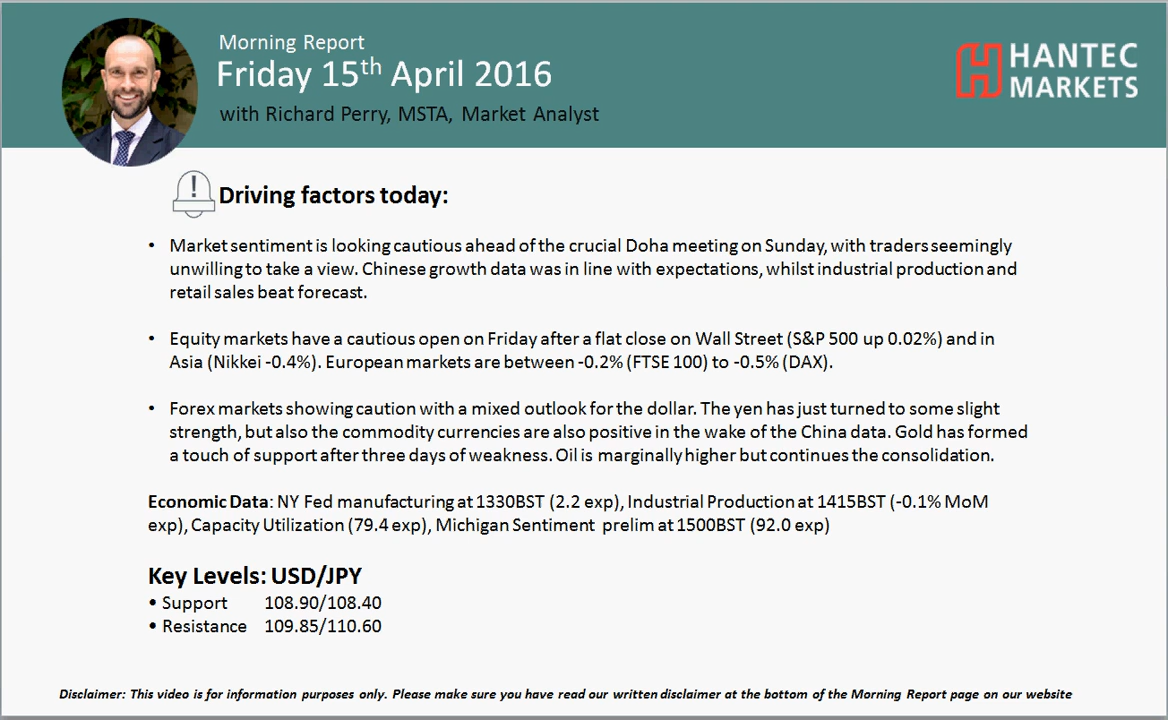 Morning Report
Friday 15th April 2016
with Richard Perry, MSTA, Market Analyst
HANTEC
MARKETS
Driving factors today:
• Market sentiment is looking cautious ahead of the crucial Doha meeting on Sunday, with traders seemingly
unwilling to take a view. Chinese growth data was in line with expectations, whilst industrial production and
retail sales beat forecast.
• Equity markets have a cautious open on Friday after a flat close on Wall Street (S&P 500 up 0.02%) and in
Asia (Nikkei -0.4%). European markets are between -0.2% (FTSE 100) to -0.5% (DAX).
• Forex markets showing caution with a mixed outlook for the dollar. The yen has just turned to some slight
strength, but also the commodity currencies are also positive in the wake of the China data. Gold has formed
a touch of support after three days of weakness. Oil is marginally higher but continues the consolidation.
Economic Data: NY Fed manufacturing at 1330BST (2.2 exp), Industrial Production at 1415BST (-0.1% MoM
exp), Capacity Utilization (79.4 exp), Michigan Sentiment prelim at 1500BST (92.0 exp)
Key Levels: USD/JPY
• Support 108.90/108.40
• Resistance 109.85/110.60
Disclaimer: This video is for information purposes only. Please make sure you have read our written disclaimer at the bottom of the Morning Report page on our website